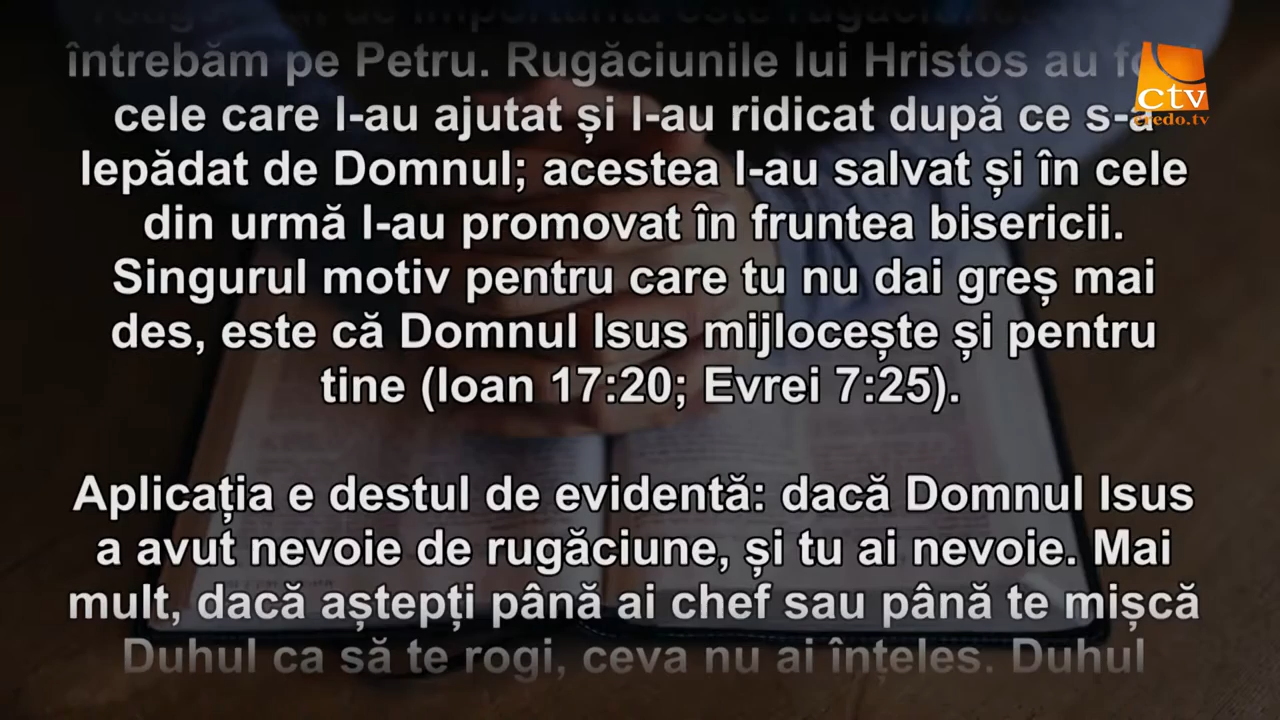 întrebăm pe Petru. Rugăciunile lui Hristos au
cele care l-au ajutat și l-au ridicat după ce s-a
lepădat de Domnul; acestea l-au salvat și în cele
din urmă l-au promovat în fruntea bisericii.
Singurul motiv pentru care tu nu dai greș mai
des, este că Domnul Isus mijlocește și pentru
tine (Ioan 17:20; Evrei 7:25).
Aplicația e destul de evidentă: dacă Domnul Isus
a avut nevoie de rugăciune, și tu ai nevoie. Mai
mult, dacă aștepți până ai chef sau până te mișcă
Duhul ca să te rogi, ceva nu ai înțeles. Duhul
ctv
credo.tv